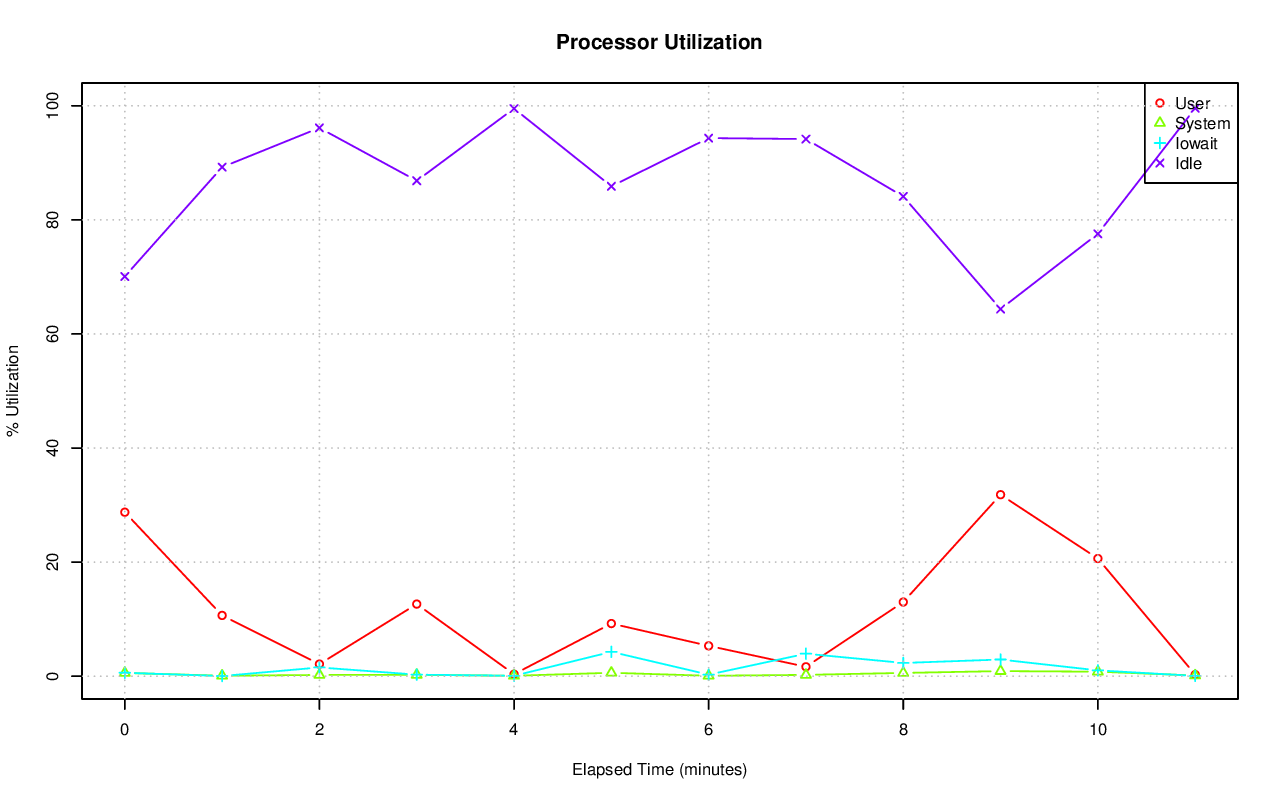 Processor Utilization
% Utilization
100
80
60
40
20
0
User
System
Iowait
Idle
0 2 4 6 8 10
Elapsed Time (minutes)